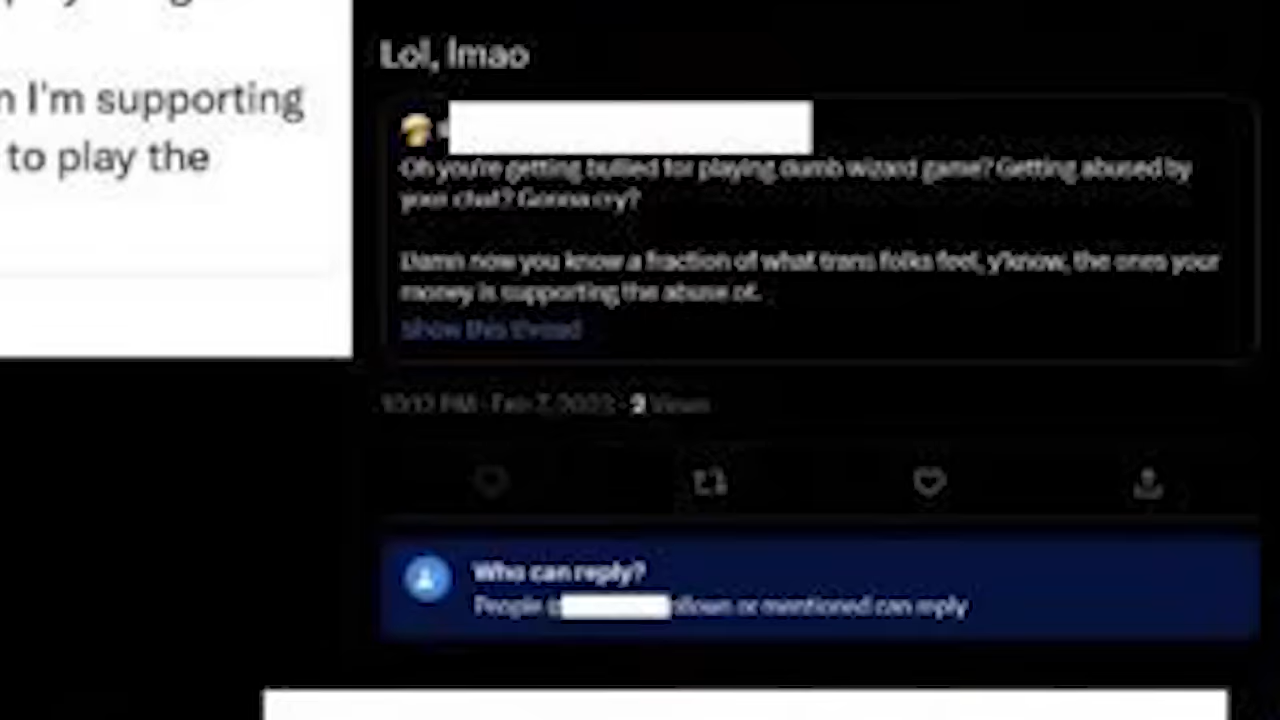 n I'm supporting
to play the
Lol, lmao
Oh you're getting bullied for playing dumb wizard game? Getting abused by
your chat? Gonna cry?
Damn now you know a fraction of what trans folks feel, y'know, the ones your
money is supporting the abuse of.
Show this thread
10:12 PM · Feb 7, 2023 · 9 Views
Who can reply?
People
mentioned can reply